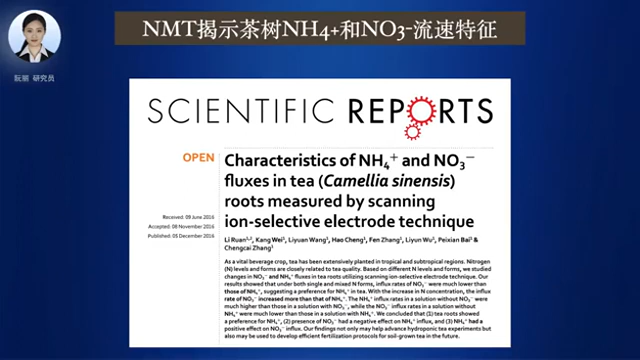 NMT揭示茶树NH4+和NO3-流速特征
阮丽 研究员
SCIENTIFIC REPORTS
OPEN
Characteristics of NH₄⁺ and NO₃⁻
fluxes in tea (Camellia sinensis)
roots measured by scanning
ion-selective electrode technique
Received: 09 June 2016
Accepted: 08 November 2016
Published: 05 December 2016
Li Ruan¹,², Kang Wei¹, Liyuan Wang¹, Hao Cheng¹, Fen Zhang¹, Liyun Wu¹, Peixian Bai¹ &
Chengcai Zhang¹
As a vital beverage crop, tea has been extensively planted in tropical and subtropical regions. Nitrogen
(N) levels and forms are closely related to tea quality. Based on different N levels and forms, we studied
changes in NO₃⁻ and NH₄⁺ fluxes in tea roots utilizing scanning ion-selective electrode technique. Our
results showed that under both single and mixed N forms, influx rates of NO₃⁻ were much lower than
those of NH₄⁺, suggesting a preference for NH₄⁺ in tea. With the increase in N concentration, the influx
rate of NO₃⁻ increased more than that of NH₄⁺. The NH₄⁺ influx rates in a solution without NO₃⁻ were
much higher than those in a solution with NO₃⁻, while the NO₃⁻ influx rates in a solution without
NH₄⁺ were much lower than those in a solution with NH₄⁺. We concluded that (1) tea roots showed
a preference for NH₄⁺, (2) presence of NO₃⁻ had a negative effect on NH₄⁺ influx, and (3) NH₄⁺ had a
positive effect on NO₃⁻ influx. Our findings not only may help advance hydroponic tea experiments but
also may be used to develop efficient fertilization protocols for soil-grown tea in the future.